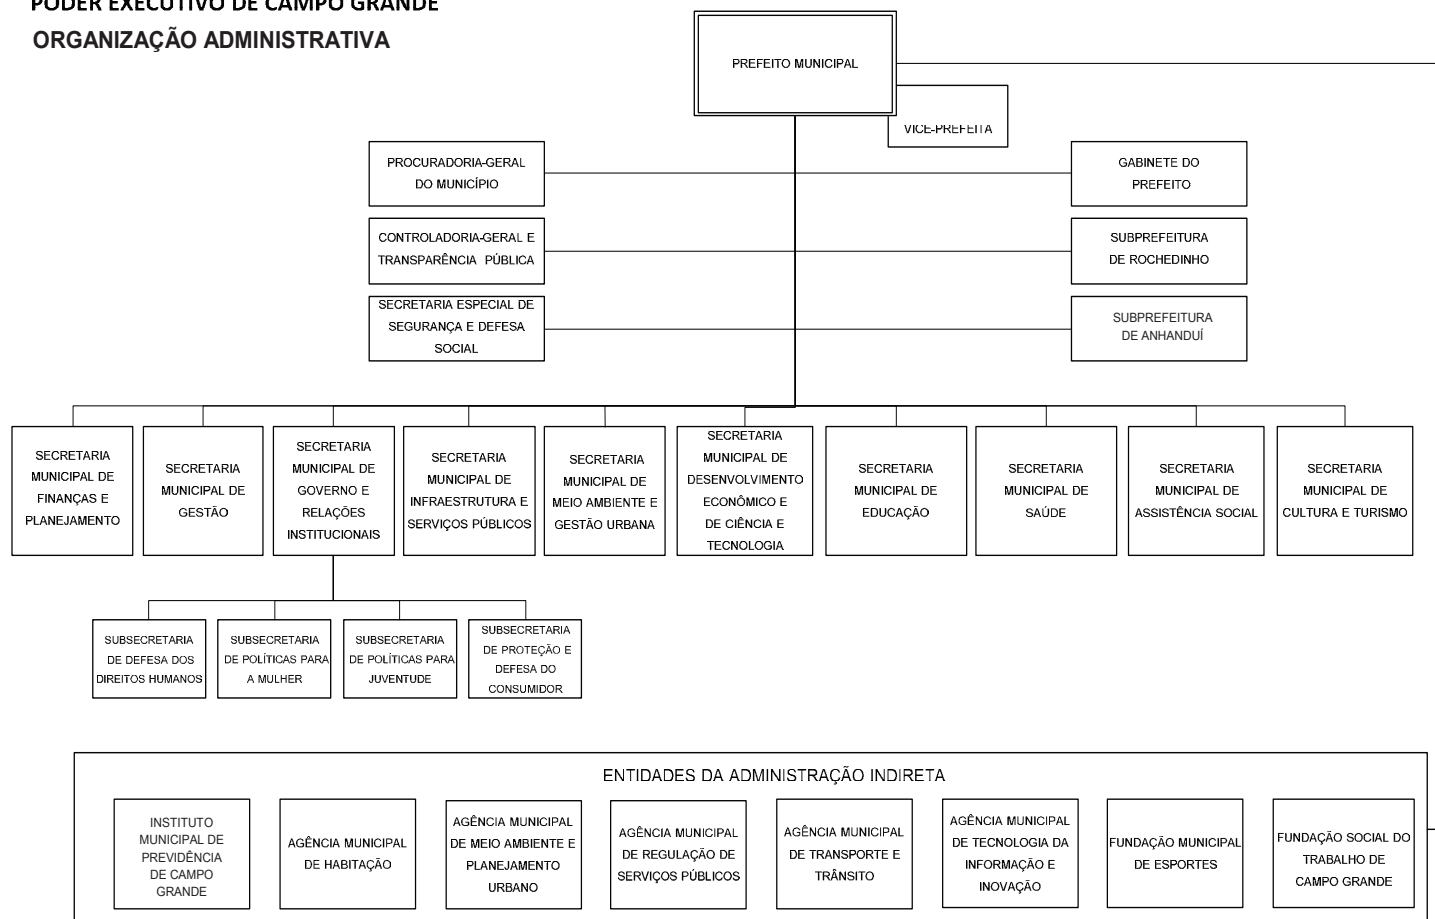 PODER EXECUTIVO DE CAMPO GRANDE
ORGANIZAÇÃO ADMINISTRATIVA
PREFEITO MUNICIPAL
VICE-PREFEITA
PROCURADORIA-GERAL
DO MUNICÍPIO
GABINETE DO
PREFEITO
CONTROLADORIA-GERAL E
TRANSPARÊNCIA PÚBLICA
SUBPREFEITURA
DE ROCHEDINHO
SECRETARIA ESPECIAL DE
SEGURANÇA E DEFESA
SOCIAL
SUBPREFEITURA
DE ANHANDUÍ
SECRETARIA
MUNICIPAL DE
FINANÇAS E
PLANEJAMENTO
SECRETARIA
MUNICIPAL DE
GESTÃO
SECRETARIA
MUNICIPAL DE
GOVERNO E
RELAÇÕES
INSTITUCIONAIS
SECRETARIA
MUNICIPAL DE
INFRAESTRUTURA E
SERVIÇOS PÚBLICOS
SECRETARIA
MUNICIPAL DE
MEIO AMBIENTE E
GESTÃO URBANA
SECRETARIA
MUNICIPAL DE
DESENVOLVIMENTO
ECONÔMICO E
DE CIÊNCIA E
TECNOLOGIA
SECRETARIA
MUNICIPAL DE
EDUCAÇÃO
SECRETARIA
MUNICIPAL DE
SAÚDE
SECRETARIA
MUNICIPAL DE
ASSISTÊNCIA SOCIAL
SECRETARIA
MUNICIPAL DE
CULTURA E TURISMO
SUBSECRETARIA
DE DEFESA DOS
DIREITOS HUMANOS
SUBSECRETARIA
DE POLÍTICAS PARA
A MULHER
SUBSECRETARIA
DE POLÍTICAS PARA
JUVENTUDE
SUBSECRETARIA
DE PROTEÇÃO E
DEFESA DO
CONSUMIDOR
ENTIDADES DA ADMINISTRAÇÃO INDIRETA
INSTITUTO
MUNICIPAL DE
PREVIDÊNCIA
DE CAMPO
GRANDE
AGÊNCIA MUNICIPAL
DE HABITAÇÃO
AGÊNCIA MUNICIPAL
DE MEIO AMBIENTE E
PLANEJAMENTO
URBANO
AGÊNCIA MUNICIPAL
DE REGULAÇÃO DE
SERVIÇOS PÚBLICOS
AGÊNCIA MUNICIPAL
DE TRANSPORTE E
TRÂNSITO
AGÊNCIA MUNICIPAL
DE TECNOLOGIA DA
INFORMAÇÃO E
INOVAÇÃO
FUNDAÇÃO MUNICIPAL
DE ESPORTES
FUNDAÇÃO SOCIAL DO
TRABALHO DE
CAMPO GRANDE